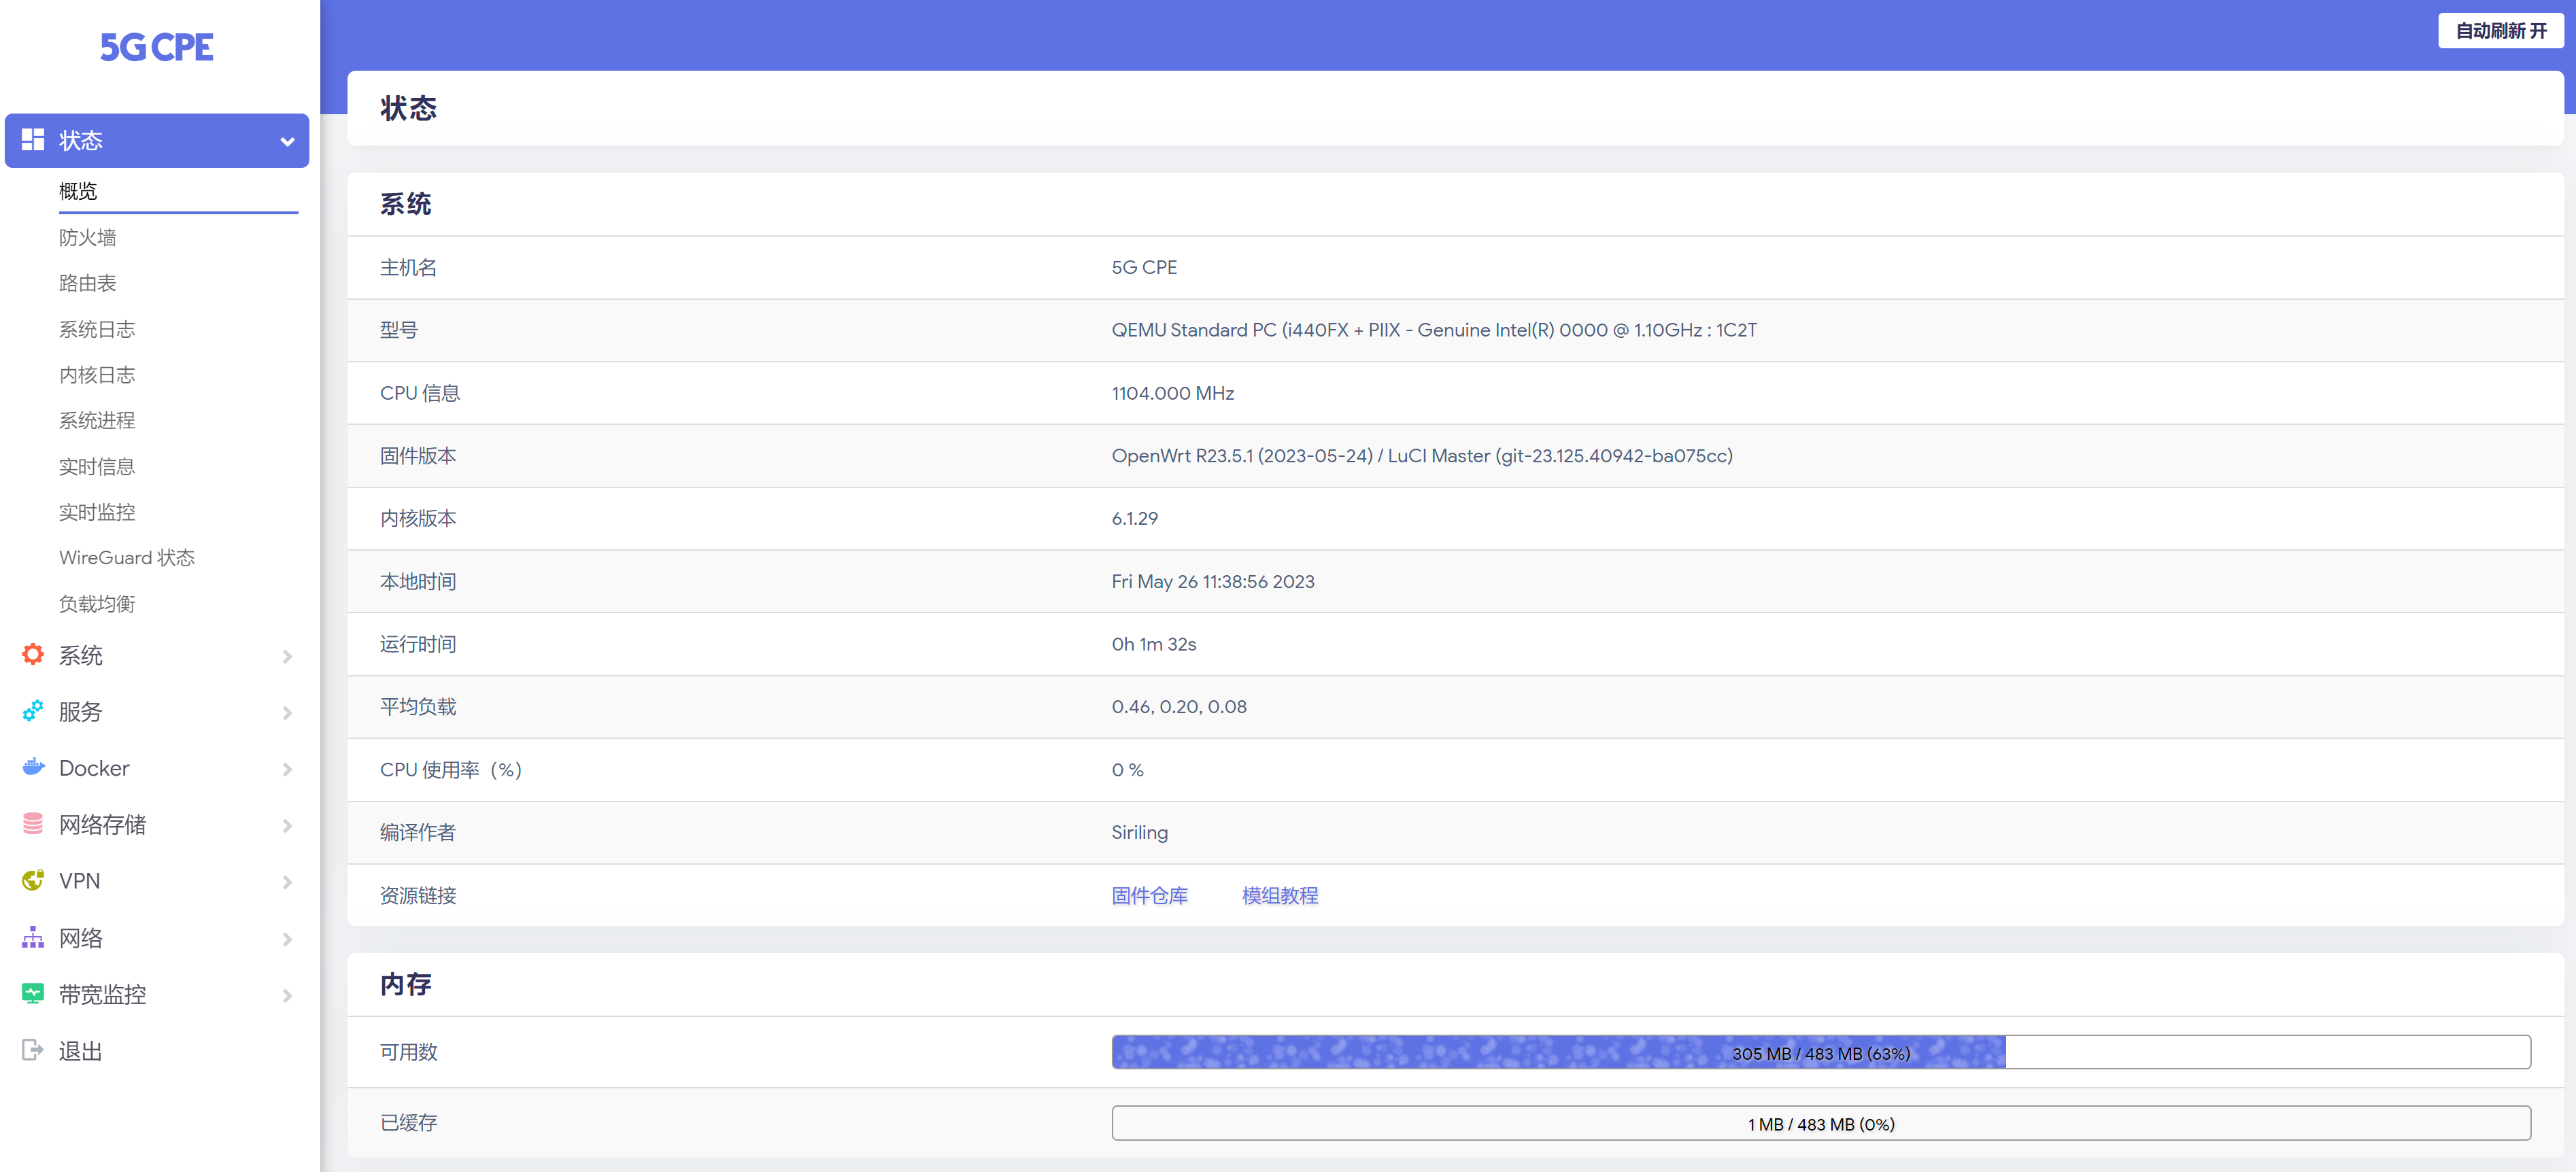 5G CPE
自动刷新 开
状态
概览
防火墙
路由表
系统日志
内核日志
系统进程
实时信息
实时监控
WireGuard 状态
负载均衡
系统
服务
Docker
网络存储
VPN
网络
带宽监控
退出
状态
系统
主机名 5G CPE
型号 QEMU Standard PC (i440FX + PIIX - Genuine Intel(R) 0000 @ 1.10GHz : 1C2T
CPU 信息 1104.000 MHz
固件版本 OpenWrt R23.5.1 (2023-05-24) / LuCI Master (git-23.125.40942-ba075cc)
内核版本 6.1.29
本地时间 Fri May 26 11:38:56 2023
运行时间 0h 1m 32s
平均负载 0.46, 0.20, 0.08
CPU 使用率（%） 0 %
编译作者 Siriling
资源链接 固件仓库 模组教程
内存
可用数 305 MB / 483 MB (63%)
已缓存 1 MB / 483 MB (0%)